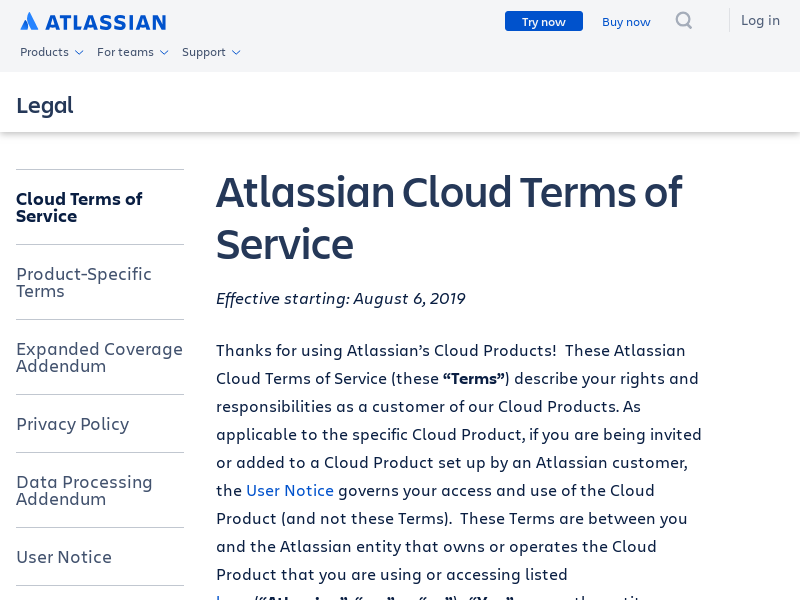 ATLASSIAN
Try now
Buy now
Log in
Products
For teams
Support
Legal
Cloud Terms of
Service
Product-Specific
Terms
Expanded Coverage
Addendum
Privacy Policy
Data Processing
Addendum
User Notice
Atlassian Cloud Terms of
Service
Effective starting: August 6, 2019
Thanks for using Atlassian’s Cloud Products!  These Atlassian
Cloud Terms of Service (these “Terms”) describe your rights and
responsibilities as a customer of our Cloud Products. As
applicable to the specific Cloud Product, if you are being invited
or added to a Cloud Product set up by an Atlassian customer,
the User Notice governs your access and use of the Cloud
Product (and not these Terms).  These Terms are between you
and the Atlassian entity that owns or operates the Cloud
Product that you are using or accessing listed